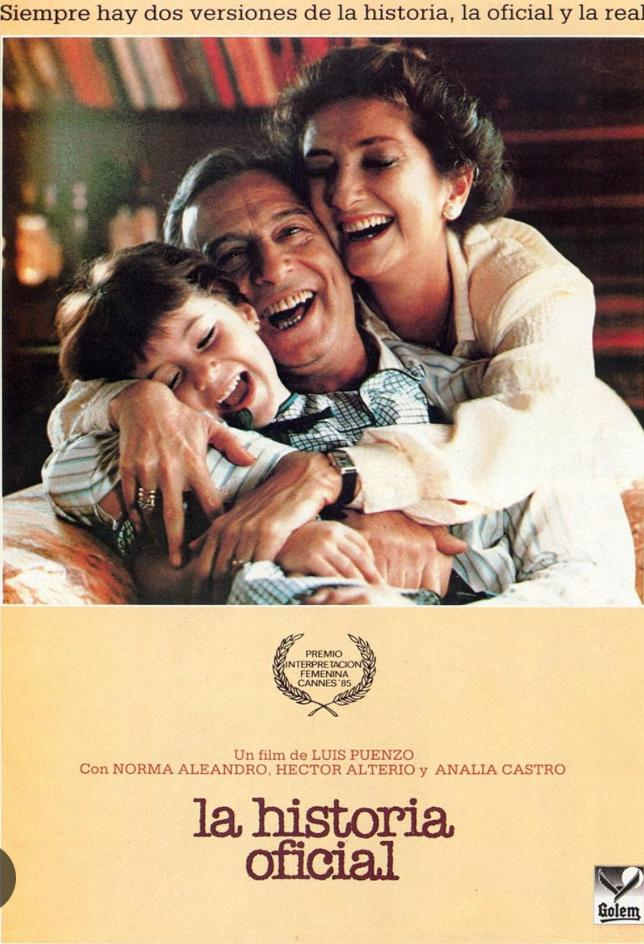 Siempre hay dos versiones de la historia, la oficial y la real
PREMIO
INTERPRETACION
FEMENINA
CANNES '85
Un film de LUIS PUENZO
Con NORMA ALEANDRO, HECTOR ALTERIO y ANALIA CASTRO
la historia
oficial
Golem